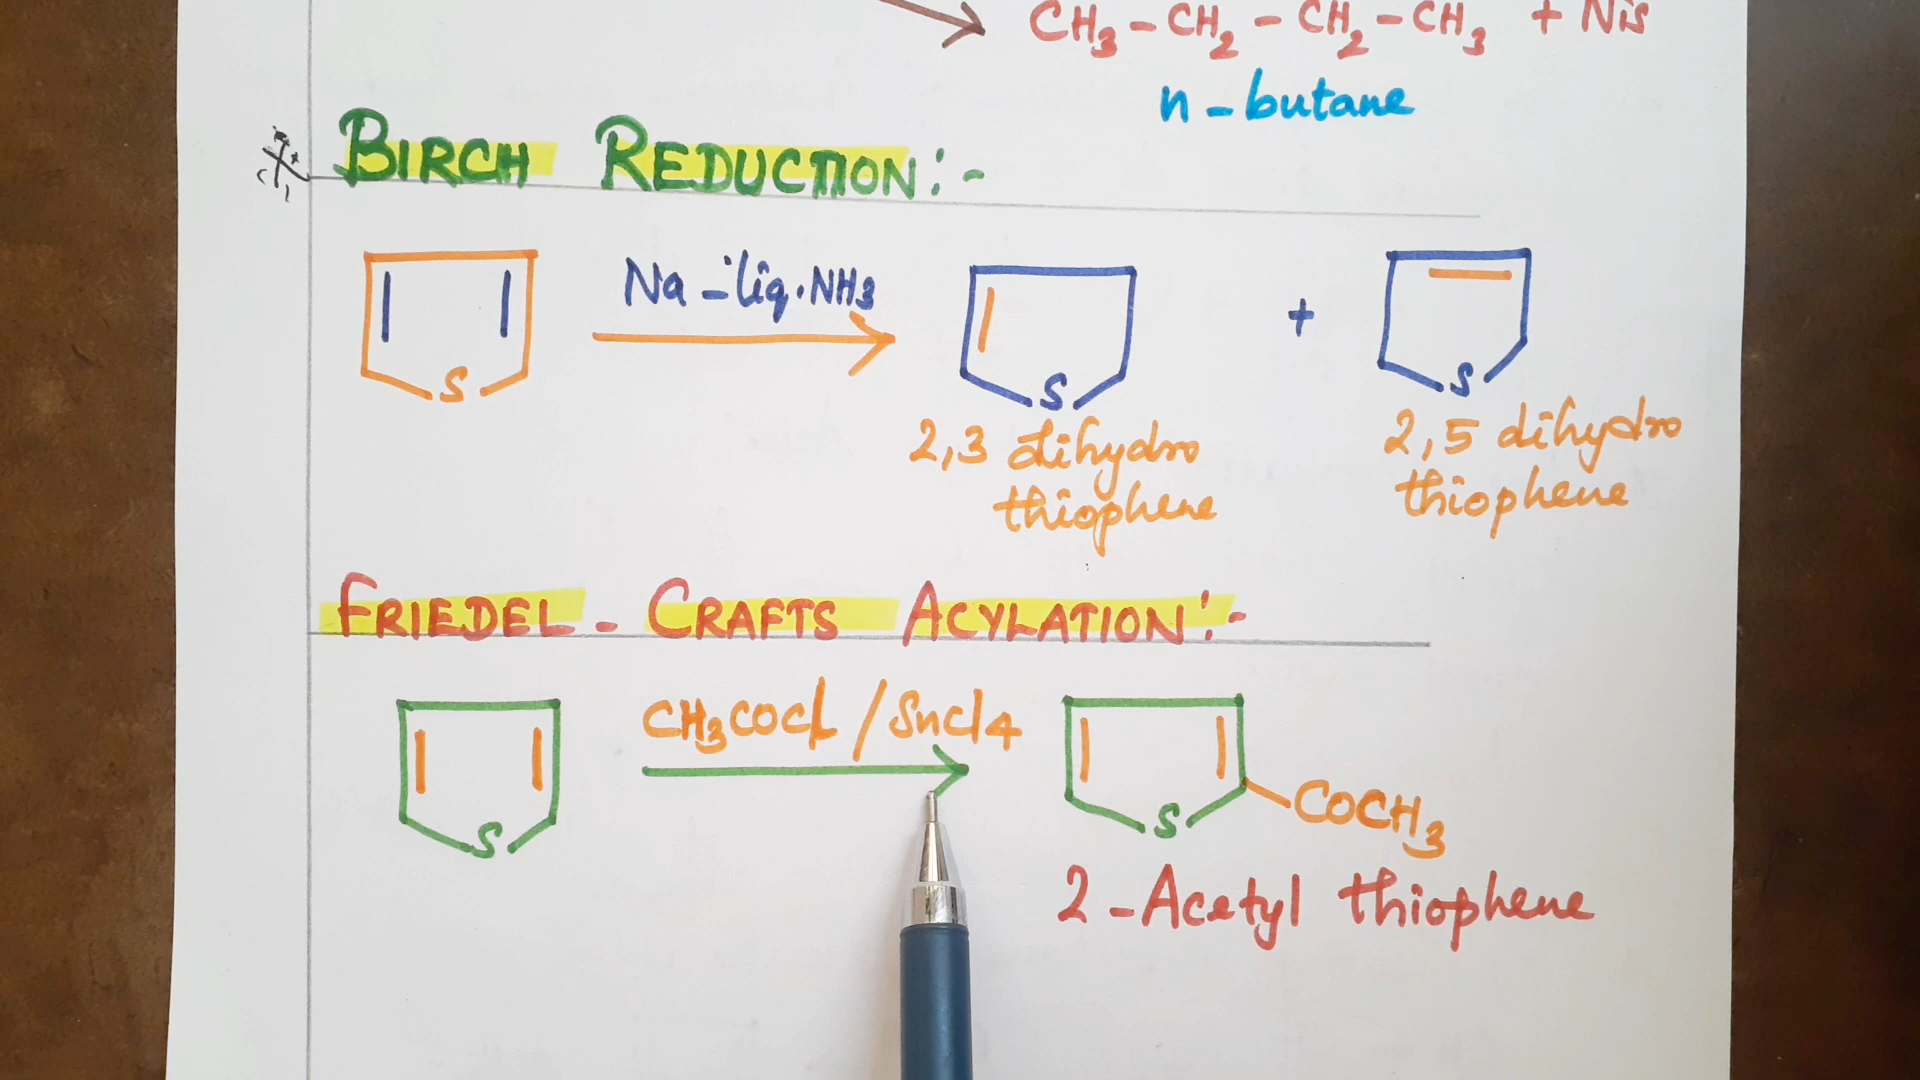 CH3 - CH2 - CH2 - CH3 + NiS
n - butane
BIRCH REDUCTION :-
Na - liq. NH3
S
S
+
S
2,3 dihydro
thiophene
2,5 dihydro
thiophene
FRIEDEL - CRAFTS ACYLATION :-
CH3COCl / SnCl4
S
S
COCH3
2 - Acetyl thiophene